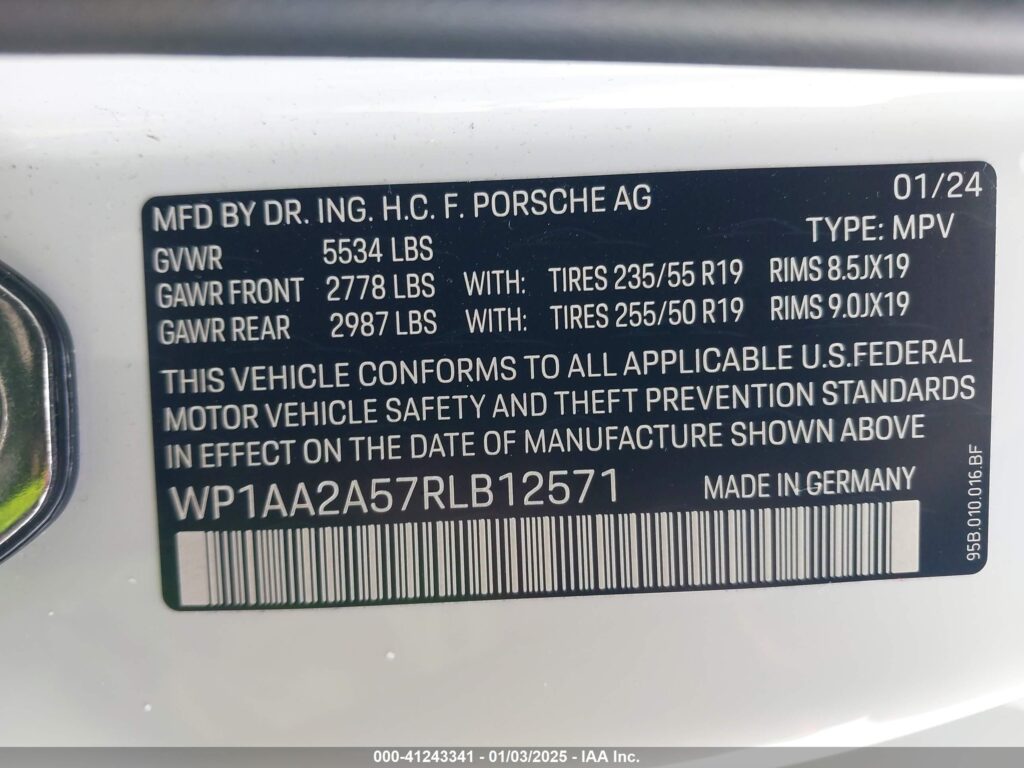 MFD BY DR. ING. H.C. F. PORSCHE AG 01/24
TYPE: MPV
GVWR 5534 LBS
GAWR FRONT 2778 LBS WITH: TIRES 235/55 R19 RIMS 8.5JX19
GAWR REAR 2987 LBS WITH: TIRES 255/50 R19 RIMS 9.0JX19
THIS VEHICLE CONFORMS TO ALL APPLICABLE U.S.FEDERAL
MOTOR VEHICLE SAFETY AND THEFT PREVENTION STANDARDS
IN EFFECT ON THE DATE OF MANUFACTURE SHOWN ABOVE
WP1AA2A57RLB12571 MADE IN GERMANY
95B.010.016.BF
000-41243341 - 01/03/2025 - IAA Inc.